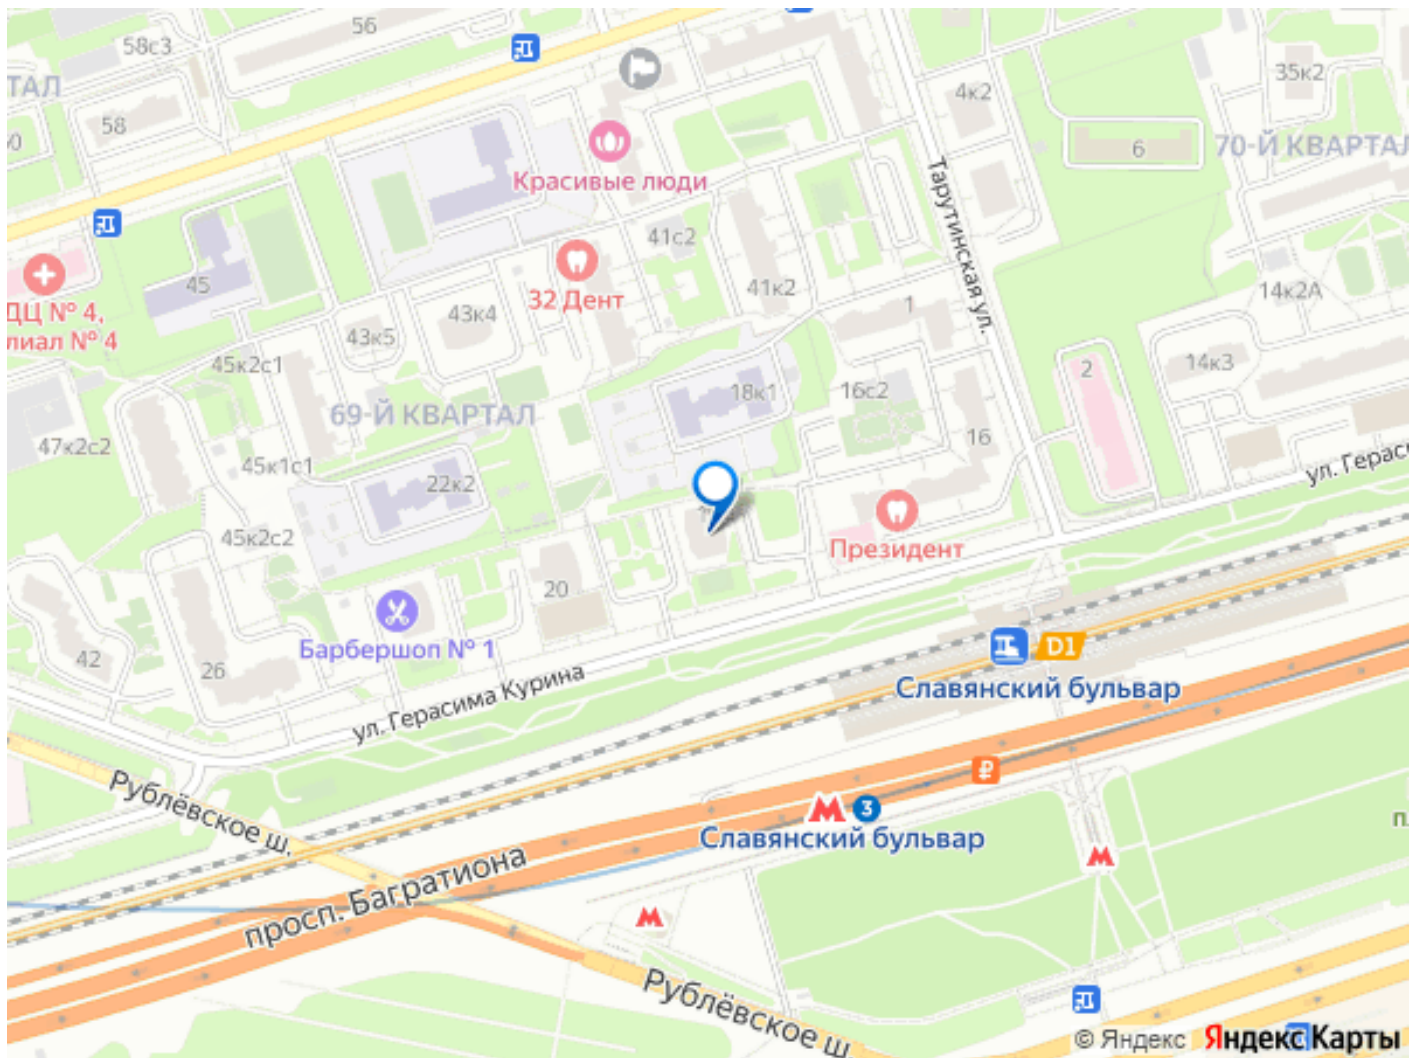 56
58с3
35к2
ТАЛ
4к2
58
6
70-Й КВАРТАЛ
Красивые люди
Тарутинская ул.
41с2
45
32 Дент
41к2
14к2А
ДЦ № 4,
лиал № 4
43к4
43к5
1
45к2с1
2
14к3
18к1
16с2
69-Й КВАРТАЛ
47к2с2
16
45к1с1
ул. Герас
22к2
45к2с2
Президент
20
Барбершоп № 1
42
26
D1
Славянский бульвар
ул. Герасима Курина
₽
Рублёвское ш.
М 3
Славянский бульвар
М
просп. Багратиона
М
Рублёвское ш.
© Яндекс Яндекс Карты